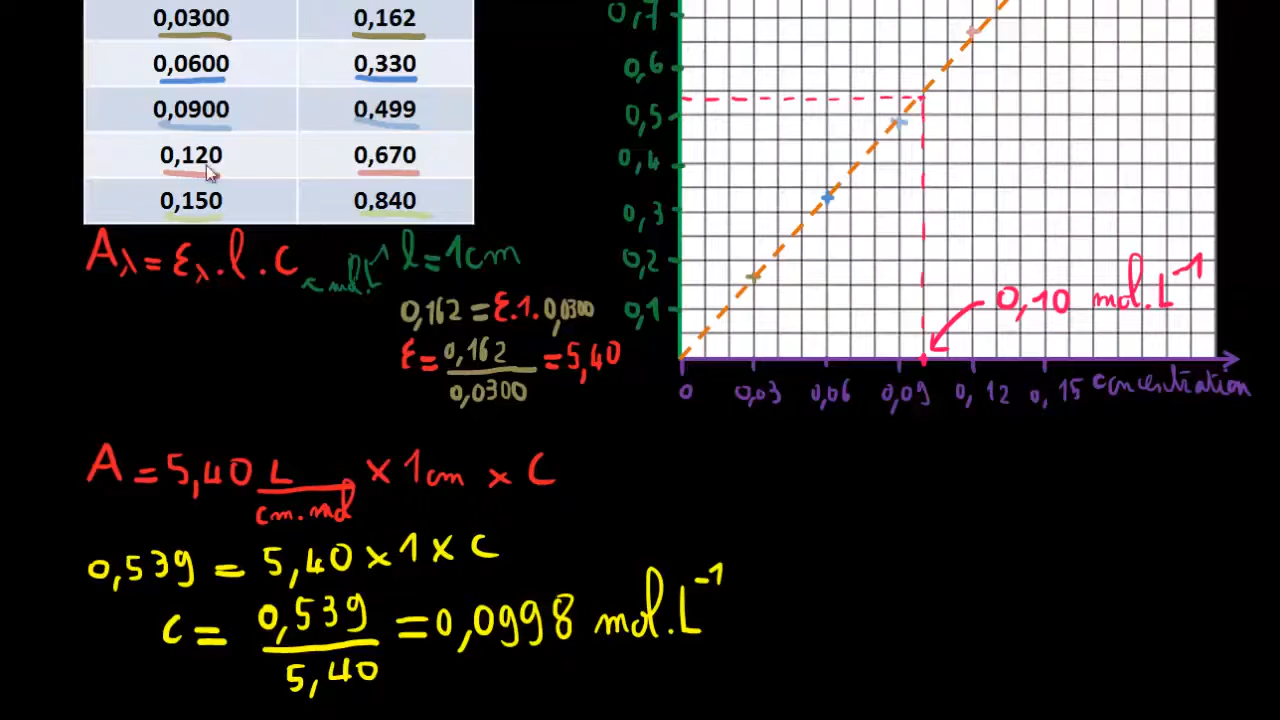 0,0300 0,162
0,0600 0,330
0,0900 0,499
0,120 0,670
0,150 0,840
Aλ = ελ . l . c
mol.L⁻¹
l = 1cm
0,162 = ε.1.0,0300
ε = 0,162 / 0,0300 = 5,40
0,7
0,6
0,5
0,4
0,3
0,2
0,1
0,10 mol.L⁻¹
0 0,03 0,06 0,09 0,12 0,15 concentration
A = 5,40 L / cm.mol × 1cm × C
0,539 = 5,40 × 1 × C
C = 0,539 / 5,40 = 0,0998 mol.L⁻¹